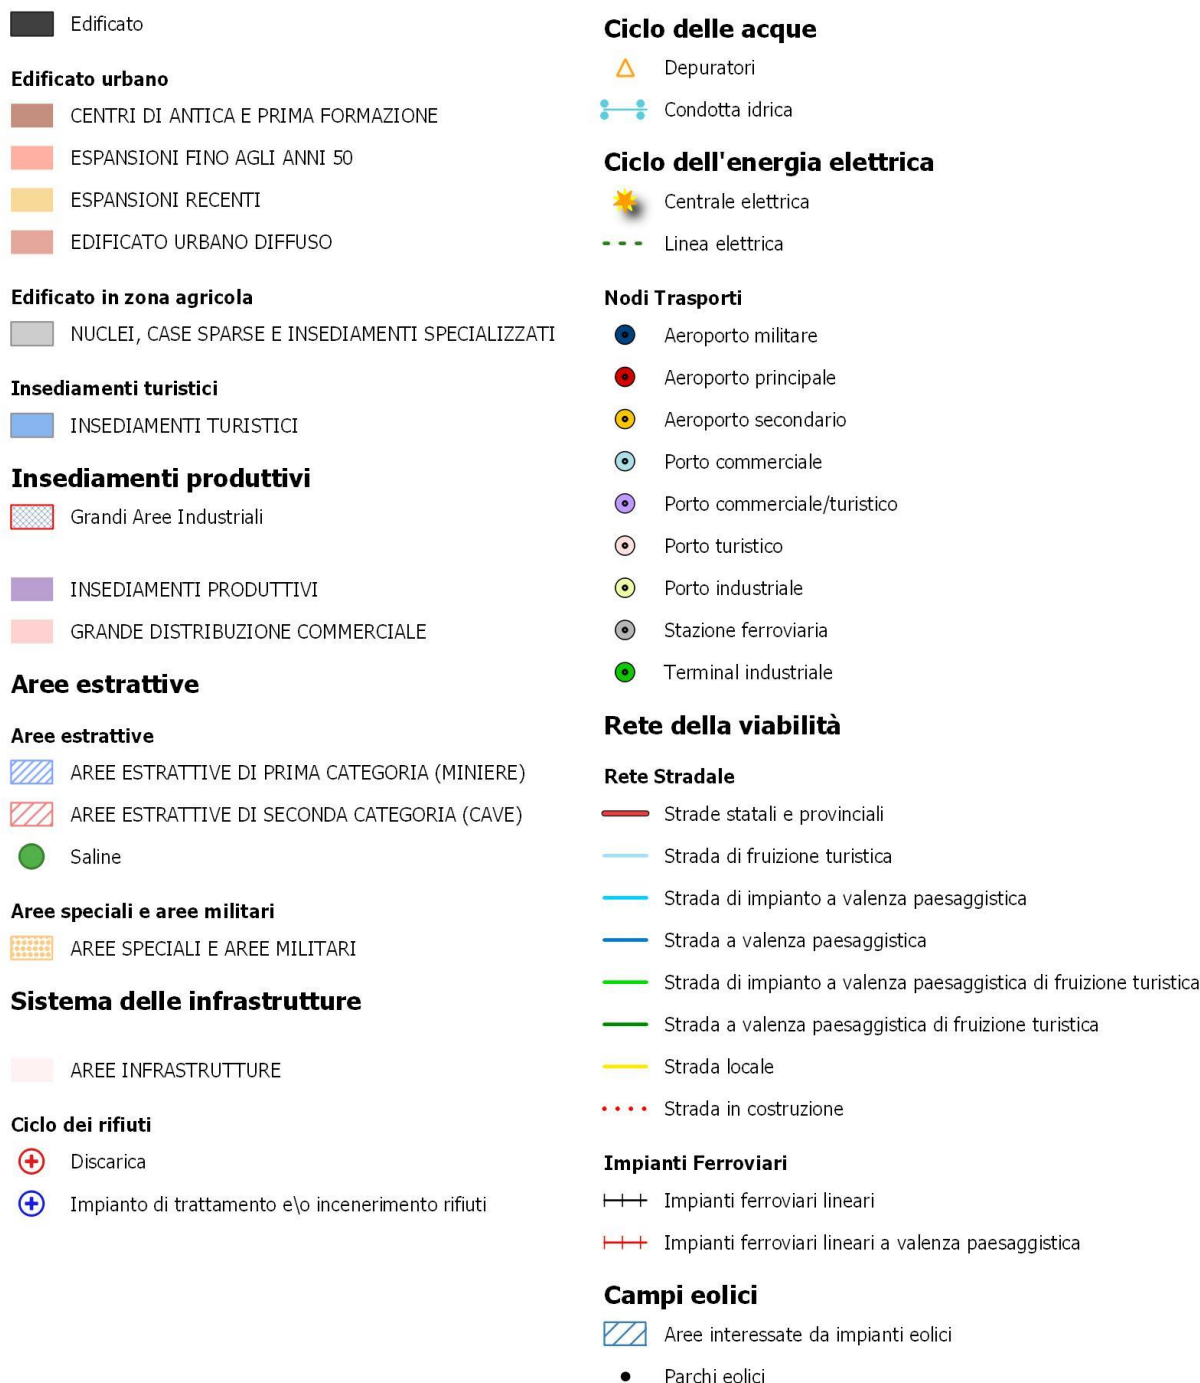 Edificato
Edificato urbano
CENTRI DI ANTICA E PRIMA FORMAZIONE
ESPANSIONI FINO AGLI ANNI 50
ESPANSIONI RECENTI
EDIFICATO URBANO DIFFUSO
Edificato in zona agricola
NUCLEI, CASE SPARSE E INSEDIAMENTI SPECIALIZZATI
Insediamenti turistici
INSEDIAMENTI TURISTICI
Insediamenti produttivi
Grandi Aree Industriali
INSEDIAMENTI PRODUTTIVI
GRANDE DISTRIBUZIONE COMMERCIALE
Aree estrattive
Aree estrattive
AREE ESTRATTIVE DI PRIMA CATEGORIA (MINIERE)
AREE ESTRATTIVE DI SECONDA CATEGORIA (CAVE)
Saline
Aree speciali e aree militari
AREE SPECIALI E AREE MILITARI
Sistema delle infrastrutture
AREE INFRASTRUTTURE
Ciclo dei rifiuti
Discarica
Impianto di trattamento e\o incenerimento rifiuti
Ciclo delle acque
Depuratori
Condotta idrica
Ciclo dell'energia elettrica
Centrale elettrica
Linea elettrica
Nodi Trasporti
Aeroporto militare
Aeroporto principale
Aeroporto secondario
Porto commerciale
Porto commerciale/turistico
Porto turistico
Porto industriale
Stazione ferroviaria
Terminal industriale
Rete della viabilità
Rete Stradale
Strade statali e provinciali
Strada di fruizione turistica
Strada di impianto a valenza paesaggistica
Strada a valenza paesaggistica
Strada di impianto a valenza paesaggistica di fruizione turistica
Strada a valenza paesaggistica di fruizione turistica
Strada locale
Strada in costruzione
Impianti Ferroviari
Impianti ferroviari lineari
Impianti ferroviari lineari a valenza paesaggistica
Campi eolici
Aree interessate da impianti eolici
Parchi eolici